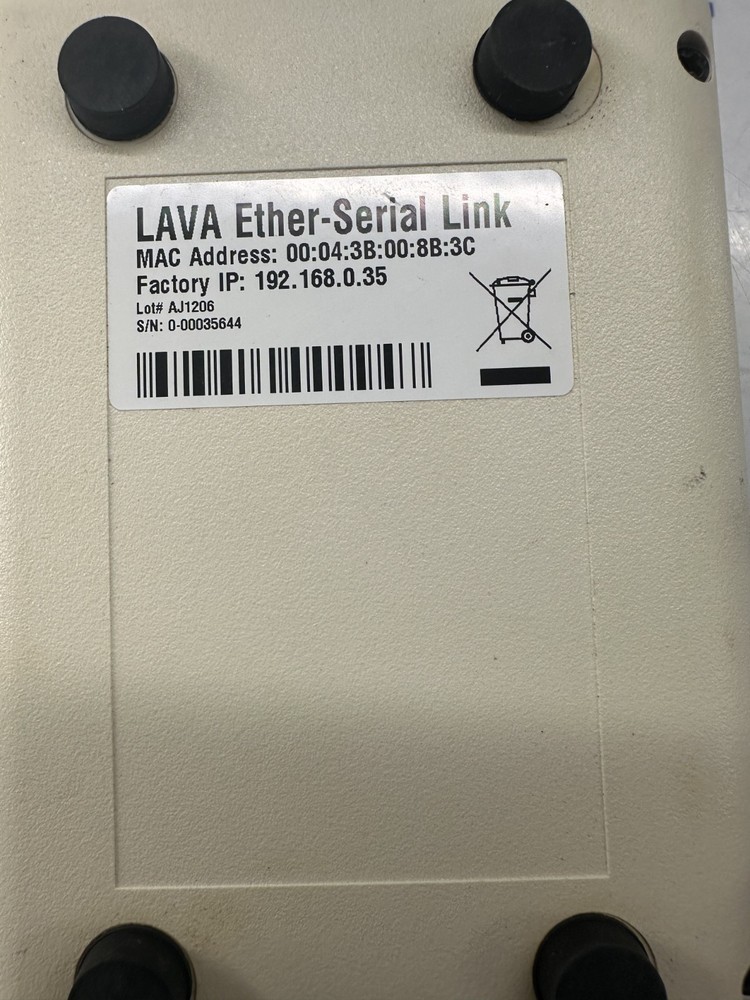 LAVA Ether-Serial Link
MAC Address: 00:04:3B:00:8B:3C
Factory IP: 192.168.0.35
Lot# AJ1206
S/N: 0-00035644